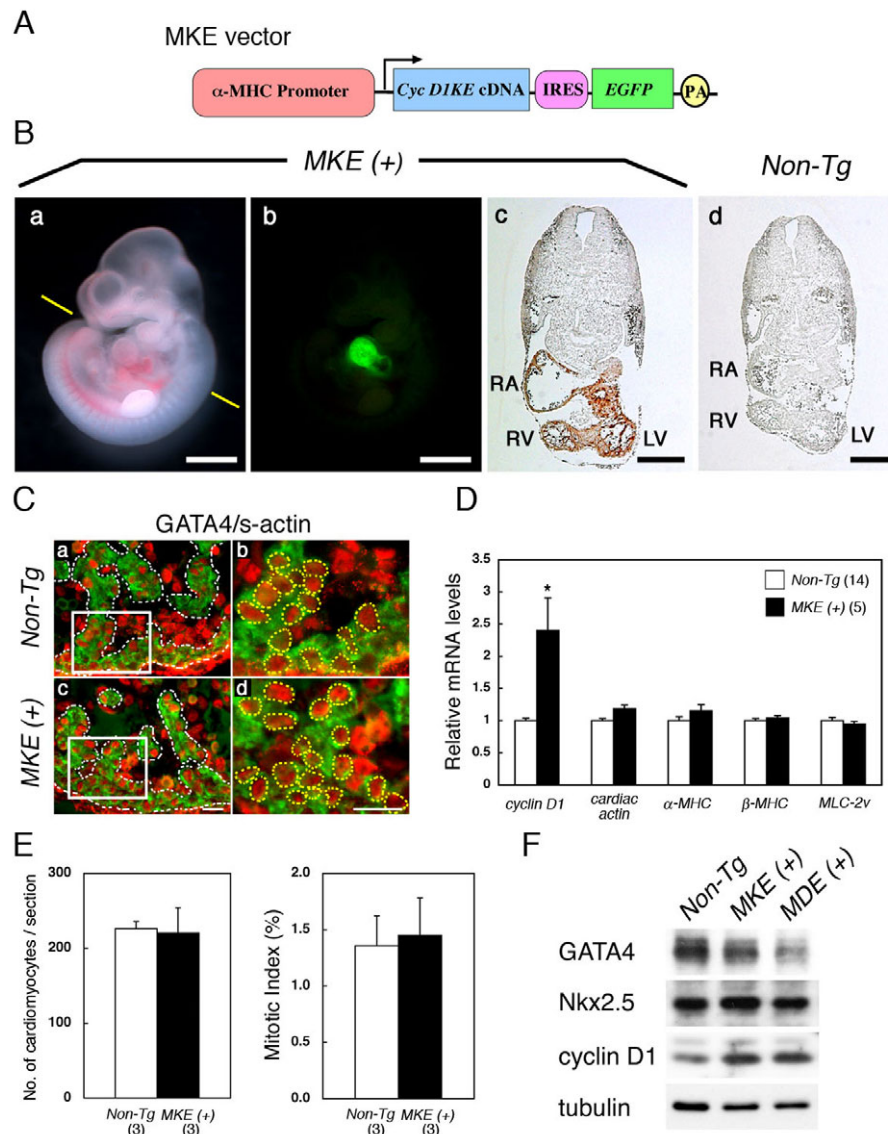 A
MKE vector
α-MHC Promoter
Cyc D1KE cDNA
IRES
EGFP
PA
B
MKE (+)
Non-Tg
a
b
c
d
RA
RV
LV
RA
RV
LV
C
GATA4/s-actin
a
b
Non-Tg
c
d
MKE (+)
D
Relative mRNA levels
3.5
3
2.5
2
1.5
1
0.5
0
*
Non-Tg (14)
MKE (+) (5)
cyclin D1
cardiac
actin
α-MHC
β-MHC
MLC-2v
E
No. of cardiomyocytes / section
300
200
100
0
Non-Tg
(3)
MKE (+)
(3)
Mitotic Index (%)
2.0
1.5
1.0
0.5
0.0
Non-Tg
(3)
MKE (+)
(3)
F
Non-Tg
MKE (+)
MDE (+)
GATA4
Nkx2.5
cyclin D1
tubulin